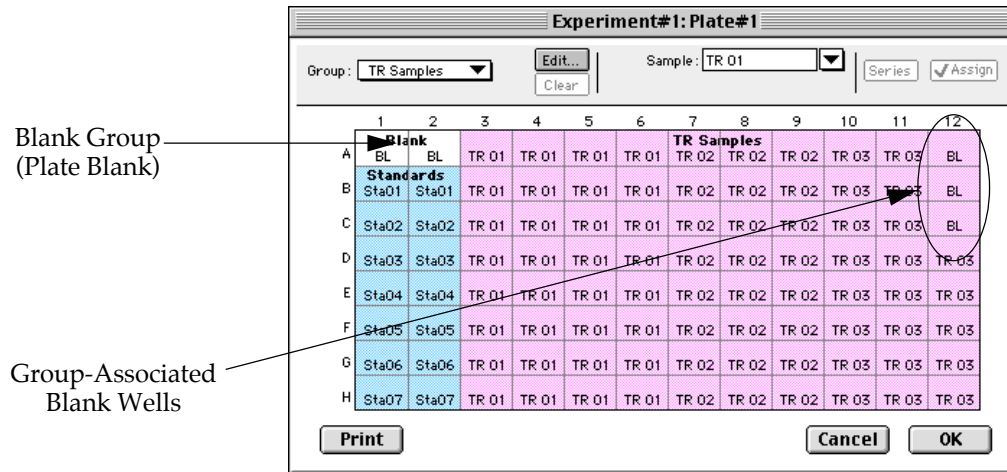 Experiment#1: Plate#1
Group: TR Samples Edit... Sample: TR 01 Series Assign
Clear
Blank Group
(Plate Blank)
1 2 3 4 5 6 7 8 9 10 11 12
Blank TR Samples
A BL BL TR 01 TR 01 TR 01 TR 01 TR 02 TR 02 TR 02 TR 03 TR 03 BL
Standards
B Sta01 Sta01 TR 01 TR 01 TR 01 TR 01 TR 02 TR 02 TR 02 TR 03 TR 03 BL
C Sta02 Sta02 TR 01 TR 01 TR 01 TR 01 TR 02 TR 02 TR 02 TR 03 TR 03 BL
D Sta03 Sta03 TR 01 TR 01 TR 01 TR 01 TR 02 TR 02 TR 02 TR 03 TR 03 TR 03
E Sta04 Sta04 TR 01 TR 01 TR 01 TR 01 TR 02 TR 02 TR 02 TR 03 TR 03 TR 03
F Sta05 Sta05 TR 01 TR 01 TR 01 TR 01 TR 02 TR 02 TR 02 TR 03 TR 03 TR 03
G Sta06 Sta06 TR 01 TR 01 TR 01 TR 01 TR 02 TR 02 TR 02 TR 03 TR 03 TR 03
H Sta07 Sta07 TR 01 TR 01 TR 01 TR 01 TR 02 TR 02 TR 02 TR 03 TR 03 TR 03
Group-Associated
Blank Wells
Print Cancel OK